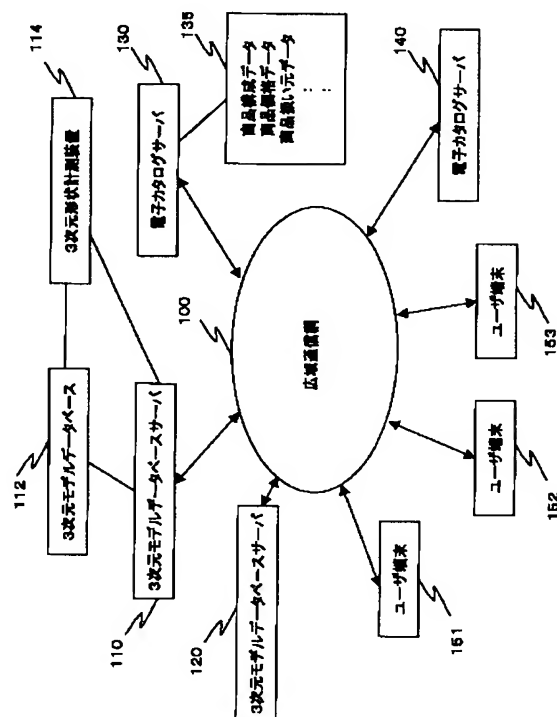 114
3次元形状計測装置
112
3次元モデルデータベース
3次元モデルデータベースサーバ
110
130
電子カタログサーバ
135
商品構成データ
商品価格データ
商品扱い元データ
: :
100
広域通信網
120
3次元モデルデータベースサーバ
140
電子カタログサーバ
151
ユーザ端末
152
ユーザ端末
153
ユーザ端末